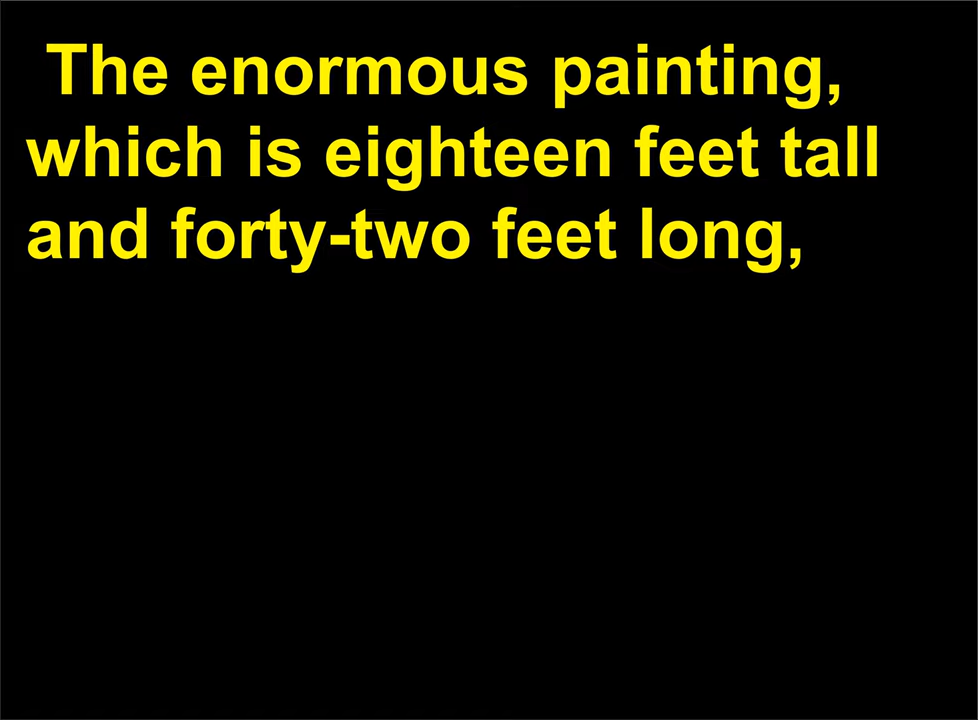 The enormous painting,
which is eighteen feet tall
and forty-two feet long,